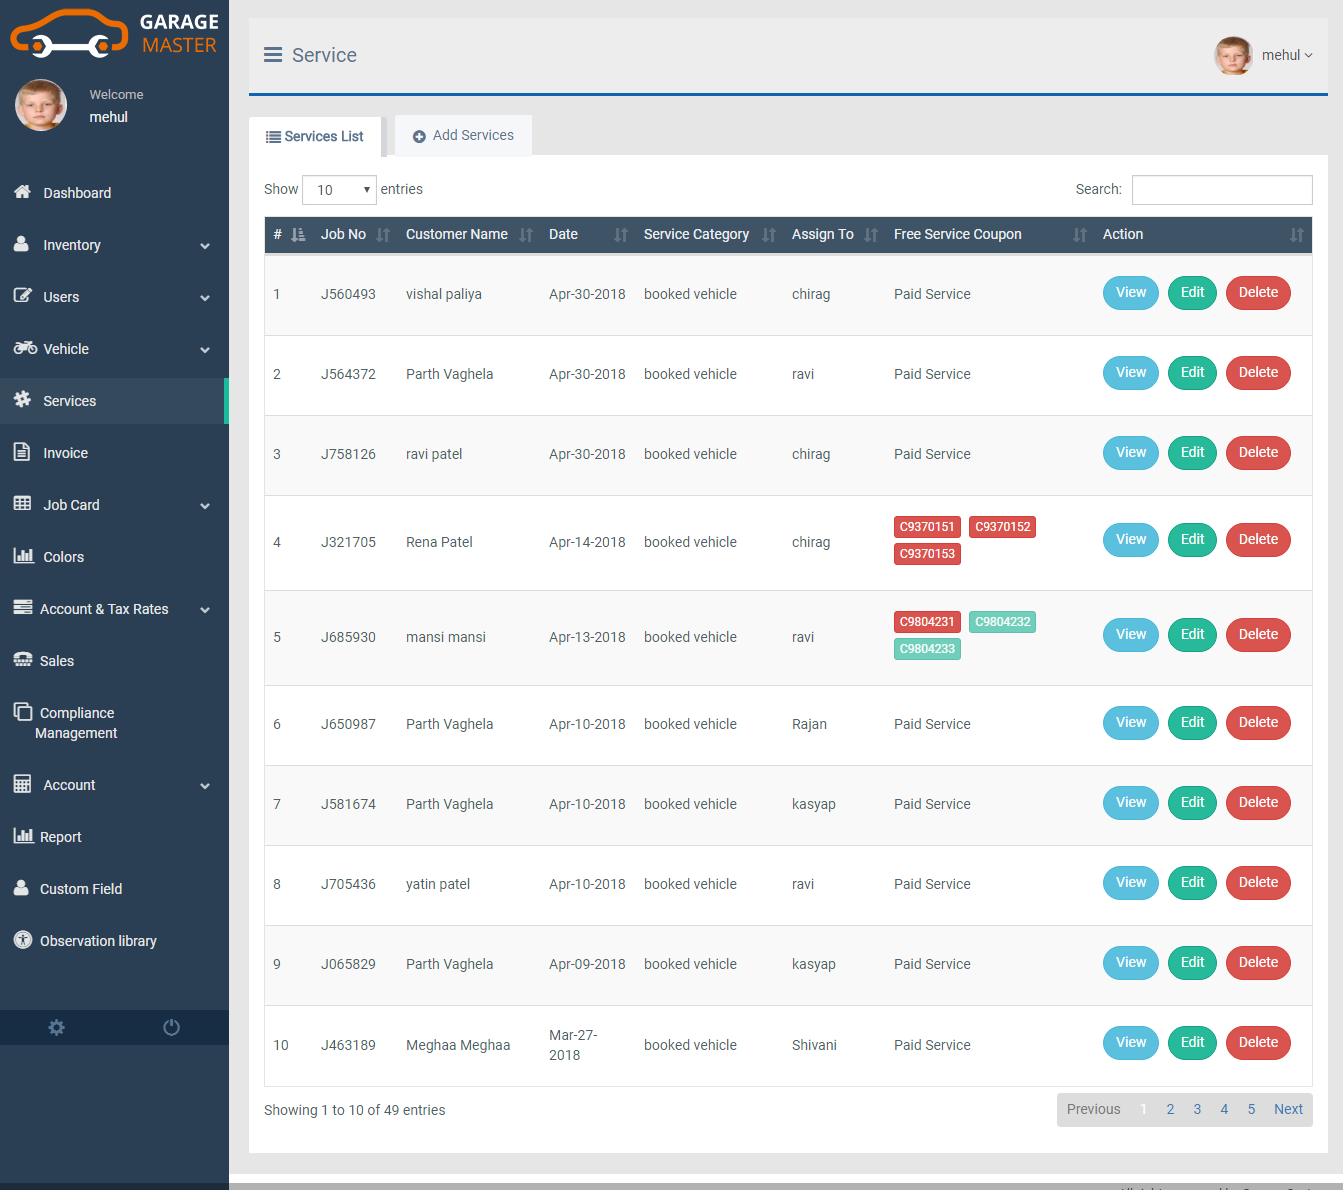 GARAGE
MASTER
Welcome
mehul
Dashboard
Inventory
Users
Vehicle
Services
Invoice
Job Card
Colors
Account & Tax Rates
Sales
Compliance
Management
Account
Report
Custom Field
Observation library
Service
mehul
Services List
Add Services
Show 10 entries
Search:
# Job No Customer Name Date Service Category Assign To Free Service Coupon Action
1 J560493 vishal paliya Apr-30-2018 booked vehicle chirag Paid Service View Edit Delete
2 J564372 Parth Vaghela Apr-30-2018 booked vehicle ravi Paid Service View Edit Delete
3 J758126 ravi patel Apr-30-2018 booked vehicle chirag Paid Service View Edit Delete
4 J321705 Rena Patel Apr-14-2018 booked vehicle chirag C9370151 C9370152 View Edit Delete
C9370153
5 J685930 mansi mansi Apr-13-2018 booked vehicle ravi C9804231 C9804232 View Edit Delete
C9804233
6 J650987 Parth Vaghela Apr-10-2018 booked vehicle Rajan Paid Service View Edit Delete
7 J581674 Parth Vaghela Apr-10-2018 booked vehicle kasyap Paid Service View Edit Delete
8 J705436 yatin patel Apr-10-2018 booked vehicle ravi Paid Service View Edit Delete
9 J065829 Parth Vaghela Apr-09-2018 booked vehicle kasyap Paid Service View Edit Delete
10 J463189 Meghaa Meghaa Mar-27- booked vehicle Shivani Paid Service View Edit Delete
2018
Showing 1 to 10 of 49 entries
Previous 1 2 3 4 5 Next